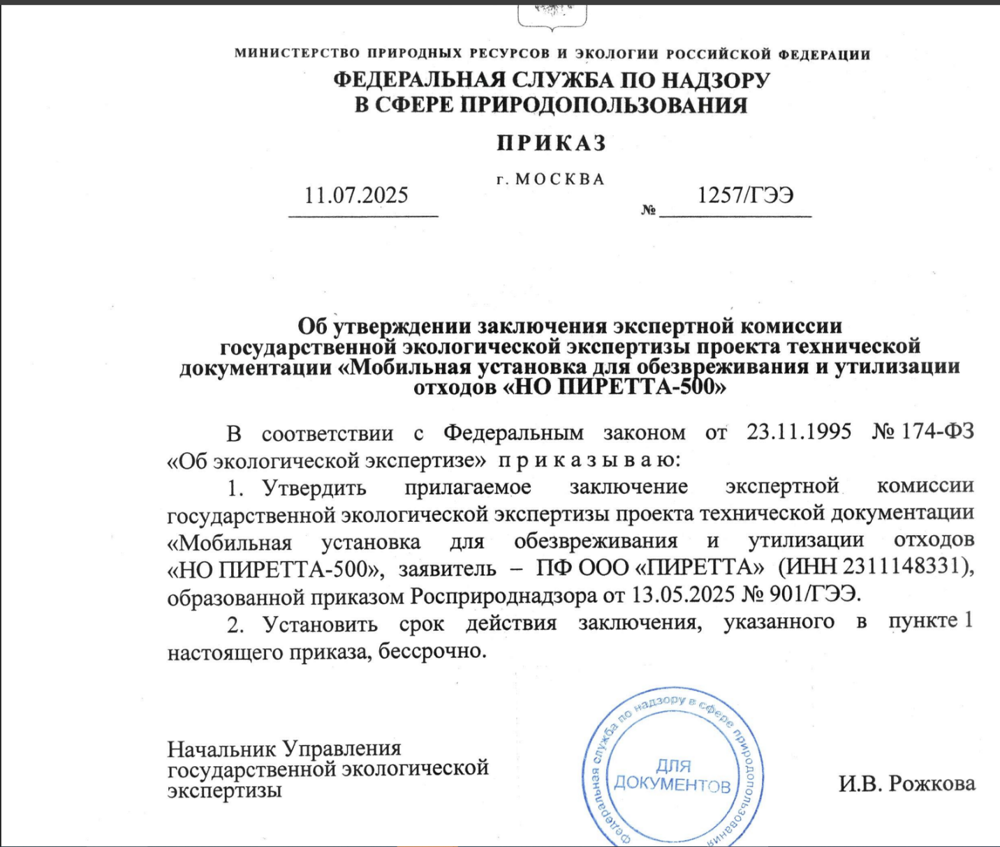 МИНИСТЕРСТВО ПРИРОДНЫХ РЕСУРСОВ И ЭКОЛОГИИ РОССИЙСКОЙ ФЕДЕРАЦИИ
ФЕДЕРАЛЬНАЯ СЛУЖБА ПО НАДЗОРУ
В СФЕРЕ ПРИРОДОПОЛЬЗОВАНИЯ
ПРИКАЗ
г. МОСКВА
11.07.2025
№ 1257/ГЭЭ
Об утверждении заключения экспертной комиссии
государственной экологической экспертизы проекта технической
документации «Мобильная установка для обезвреживания и утилизации
отходов «НО ПИРЕТТА-500»
В соответствии с Федеральным законом от 23.11.1995 № 174-ФЗ
«Об экологической экспертизе» п р и к а з ы в а ю:
1. Утвердить прилагаемое заключение экспертной комиссии
государственной экологической экспертизы проекта технической документации
«Мобильная установка для обезвреживания и утилизации отходов
«НО ПИРЕТТА-500», заявитель – ПФ ООО «ПИРЕТТА» (ИНН 2311148331),
образованной приказом Росприроднадзора от 13.05.2025 № 901/ГЭЭ.
2. Установить срок действия заключения, указанного в пункте 1
настоящего приказа, бессрочно.
Начальник Управления
государственной экологической
экспертизы
Федеральная служба по надзору в сфере природопользования
ДЛЯ
ДОКУМЕНТОВ
И.В. Рожкова